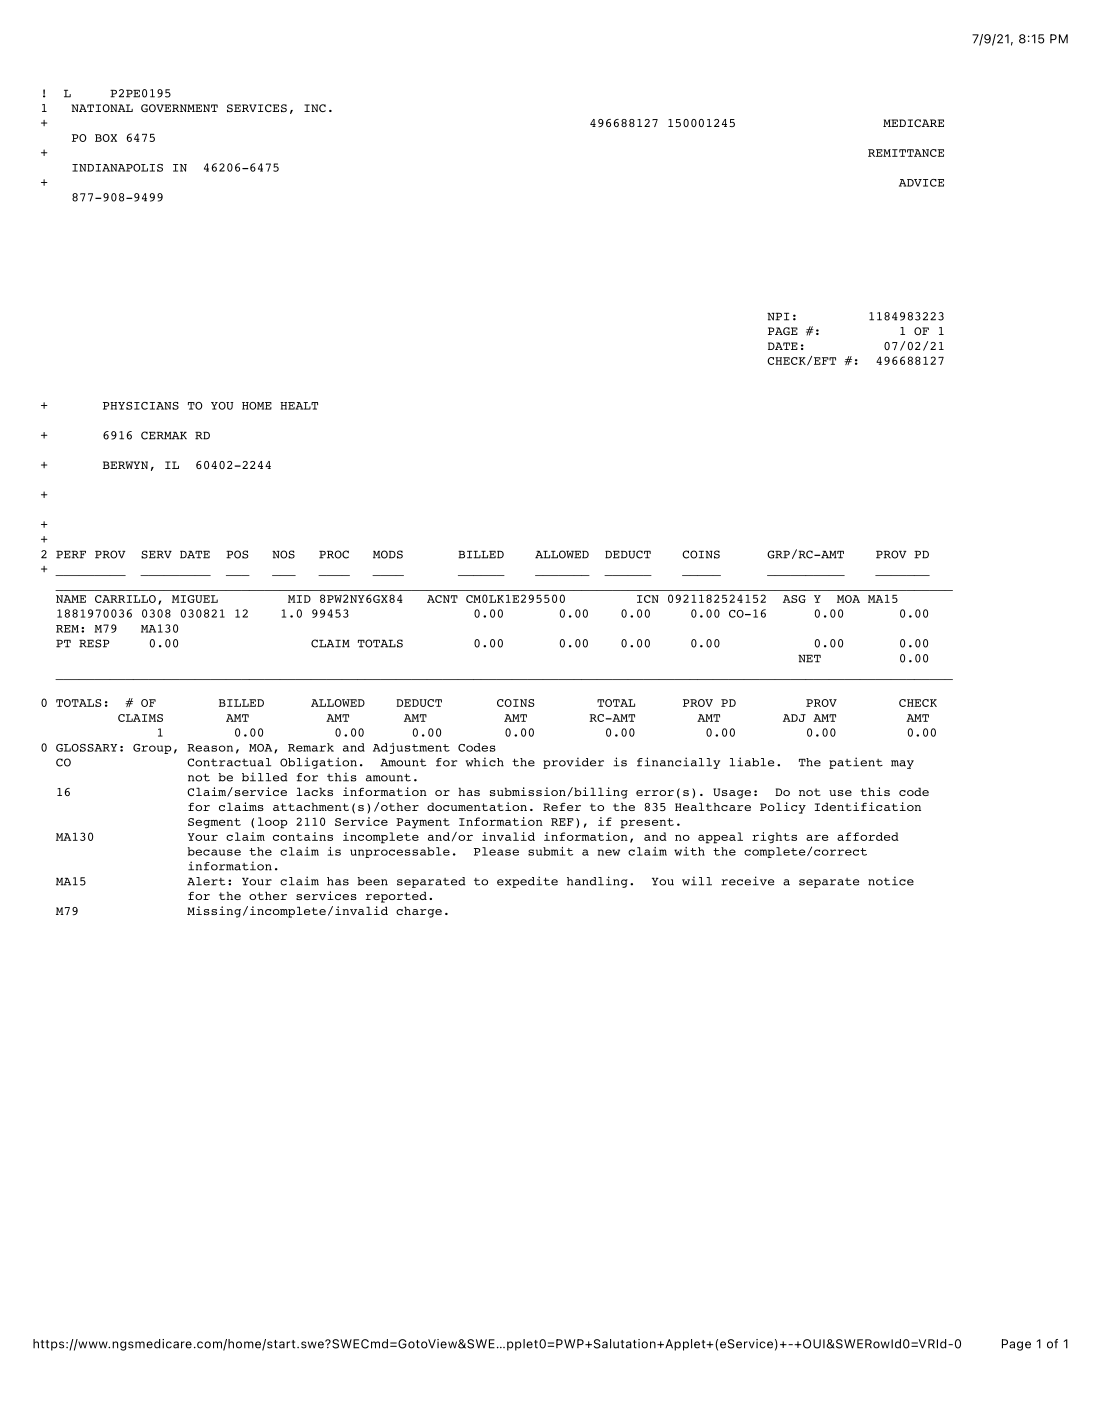 7/9/21, 8:15 PM
! L P2PE0195
1 NATIONAL GOVERNMENT SERVICES, INC.
+ 496688127 150001245 MEDICARE
PO BOX 6475
+ REMITTANCE
INDIANAPOLIS IN 46206-6475
+ ADVICE
877-908-9499
NPI: 1184983223
PAGE #: 1 OF 1
DATE: 07/02/21
CHECK/EFT #: 496688127
+ PHYSICIANS TO YOU HOME HEALT
+ 6916 CERMAK RD
+ BERWYN, IL 60402-2244
+
+
+
2 PERF PROV SERV DATE POS NOS PROC MODS BILLED ALLOWED DEDUCT COINS GRP/RC-AMT PROV PD
+
NAME CARRILLO, MIGUEL MID 8PW2NY6GX84 ACNT CM0LK1E295500 ICN 0921182524152 ASG Y MOA MA15
1881970036 0308 030821 12 1.0 99453 0.00 0.00 0.00 0.00 CO-16 0.00 0.00
REM: M79 MA130
PT RESP 0.00 CLAIM TOTALS 0.00 0.00 0.00 0.00 0.00 0.00
NET 0.00
0 TOTALS: # OF BILLED ALLOWED DEDUCT COINS TOTAL PROV PD PROV CHECK
CLAIMS AMT AMT AMT AMT RC-AMT AMT ADJ AMT AMT
1 0.00 0.00 0.00 0.00 0.00 0.00 0.00 0.00
0 GLOSSARY: Group, Reason, MOA, Remark and Adjustment Codes
CO Contractual Obligation. Amount for which the provider is financially liable. The patient may
not be billed for this amount.
16 Claim/service lacks information or has submission/billing error(s). Usage: Do not use this code
for claims attachment(s)/other documentation. Refer to the 835 Healthcare Policy Identification
Segment (loop 2110 Service Payment Information REF), if present.
MA130 Your claim contains incomplete and/or invalid information, and no appeal rights are afforded
because the claim is unprocessable. Please submit a new claim with the complete/correct
information.
MA15 Alert: Your claim has been separated to expedite handling. You will receive a separate notice
for the other services reported.
M79 Missing/incomplete/invalid charge.
https://www.ngsmedicare.com/home/start.swe?SWECmd=GotoView&SWE…pplet0=PWP+Salutation+Applet+(eService)+-+OUI&SWERowId0=VRId-0 Page 1 of 1